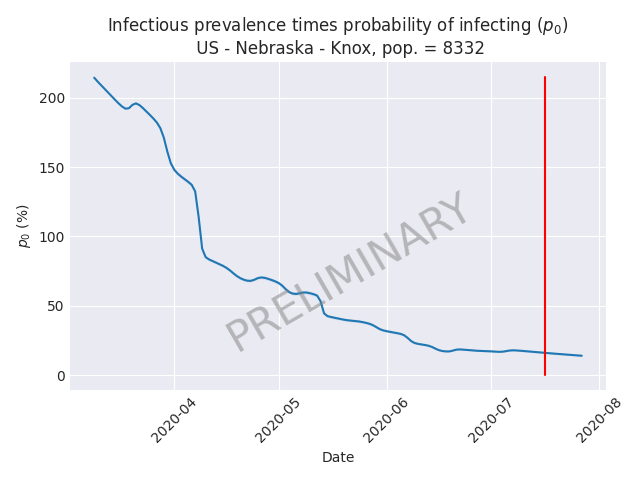 Infectious prevalence times probability of infecting (p₀)
US - Nebraska - Knox, pop. = 8332
200
150
100
50
0
p₀ (%)
PRELIMINARY
2020-04
2020-05
2020-06
2020-07
2020-08
Date